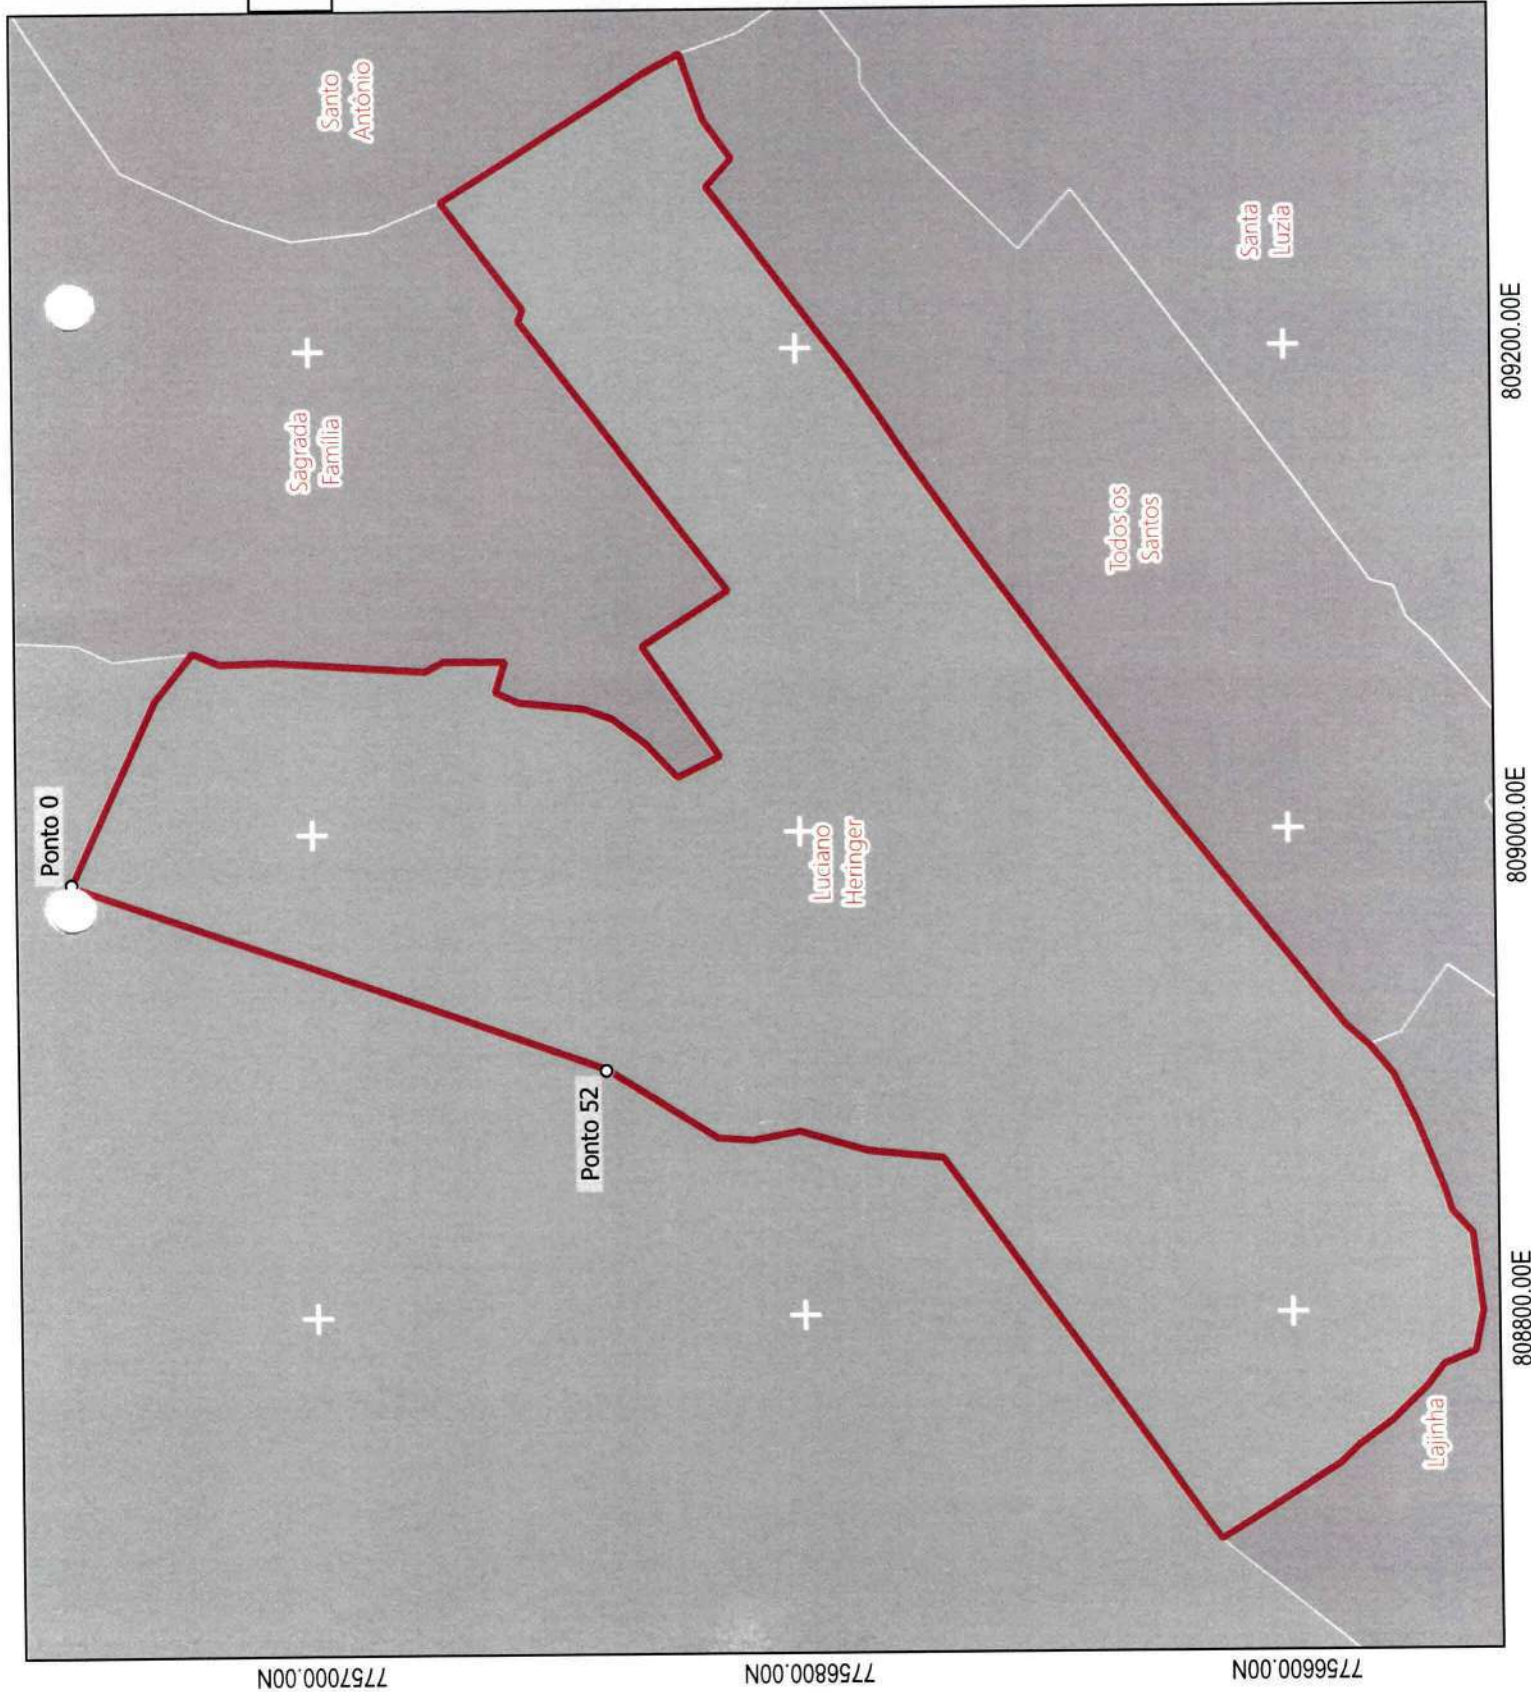 Ponto 0
Ponto 52
Santo
Antônio
Sagrada
Família
Luciano
Heringer
Todos os
Santos
Santa
Luzia
Lajinha
7757000.00N
7756800.00N
7756600.00N
808800.00E
809000.00E
809200.00E